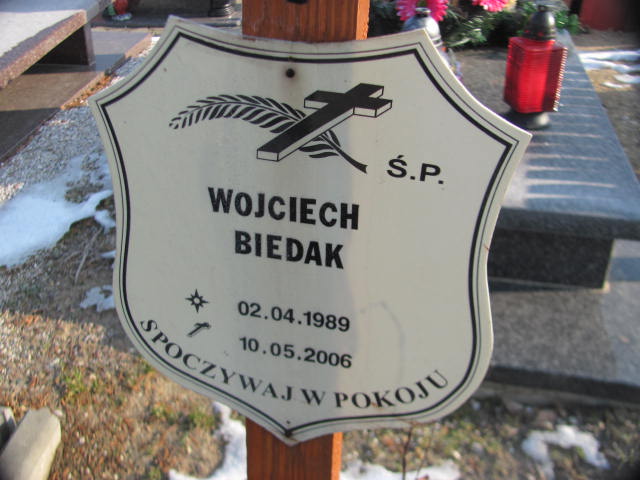 Ś.P.
WOJCIECH
BIEDAK
02.04.1989
10.05.2006
SPOCZYWAJ W POKOJU